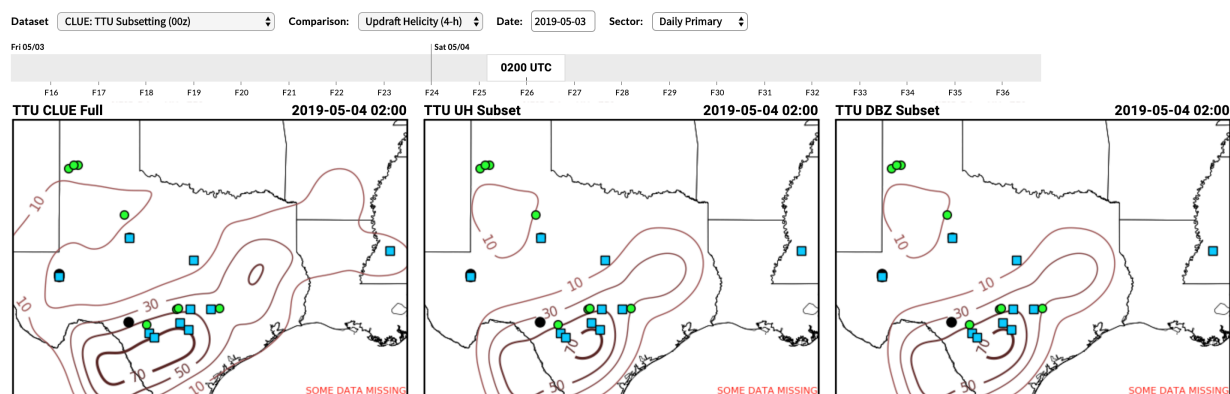 Dataset CLUE: TTU Subsetting (00z) Comparison: Updraft Helicity (4-h) Date: 2019-05-03 Sector: Daily Primary
Fri 05/03 Sat 05/04
0200 UTC
F16 F17 F18 F19 F20 F21 F22 F23 F24 F25 F26 F27 F28 F29 F30 F31 F32 F33 F34 F35 F36
TTU CLUE Full 2019-05-04 02:00 TTU UH Subset 2019-05-04 02:00 TTU DBZ Subset 2019-05-04 02:00
10 10 10
10 30 10 30 10 30
70 50 10 70 50 70 50
SOME DATA MISSING SOME DATA MISSING SOME DATA MISSING